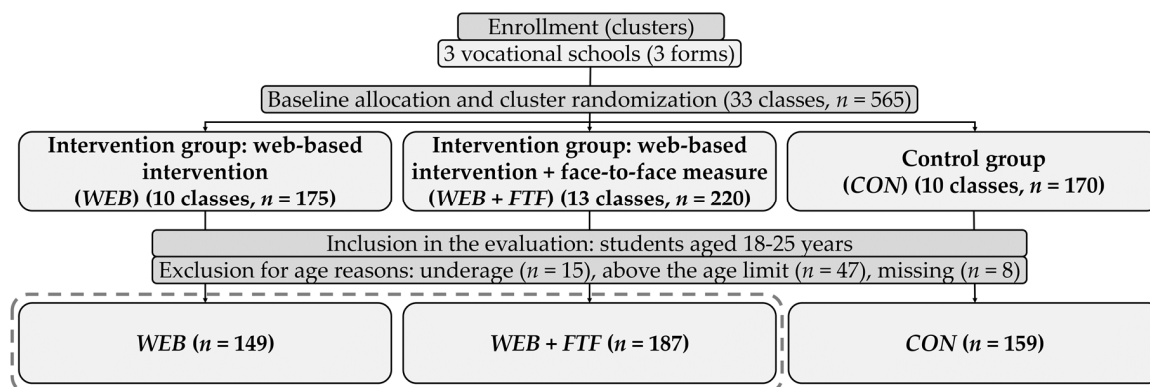 Enrollment (clusters)
3 vocational schools (3 forms)
Baseline allocation and cluster randomization (33 classes, n = 565)
Intervention group: web-based
intervention
(WEB) (10 classes, n = 175)
Intervention group: web-based
intervention + face-to-face measure
(WEB + FTF) (13 classes, n = 220)
Control group
(CON) (10 classes, n = 170)
Inclusion in the evaluation: students aged 18-25 years
Exclusion for age reasons: underage (n = 15), above the age limit (n = 47), missing (n = 8)
WEB (n = 149)
WEB + FTF (n = 187)
CON (n = 159)